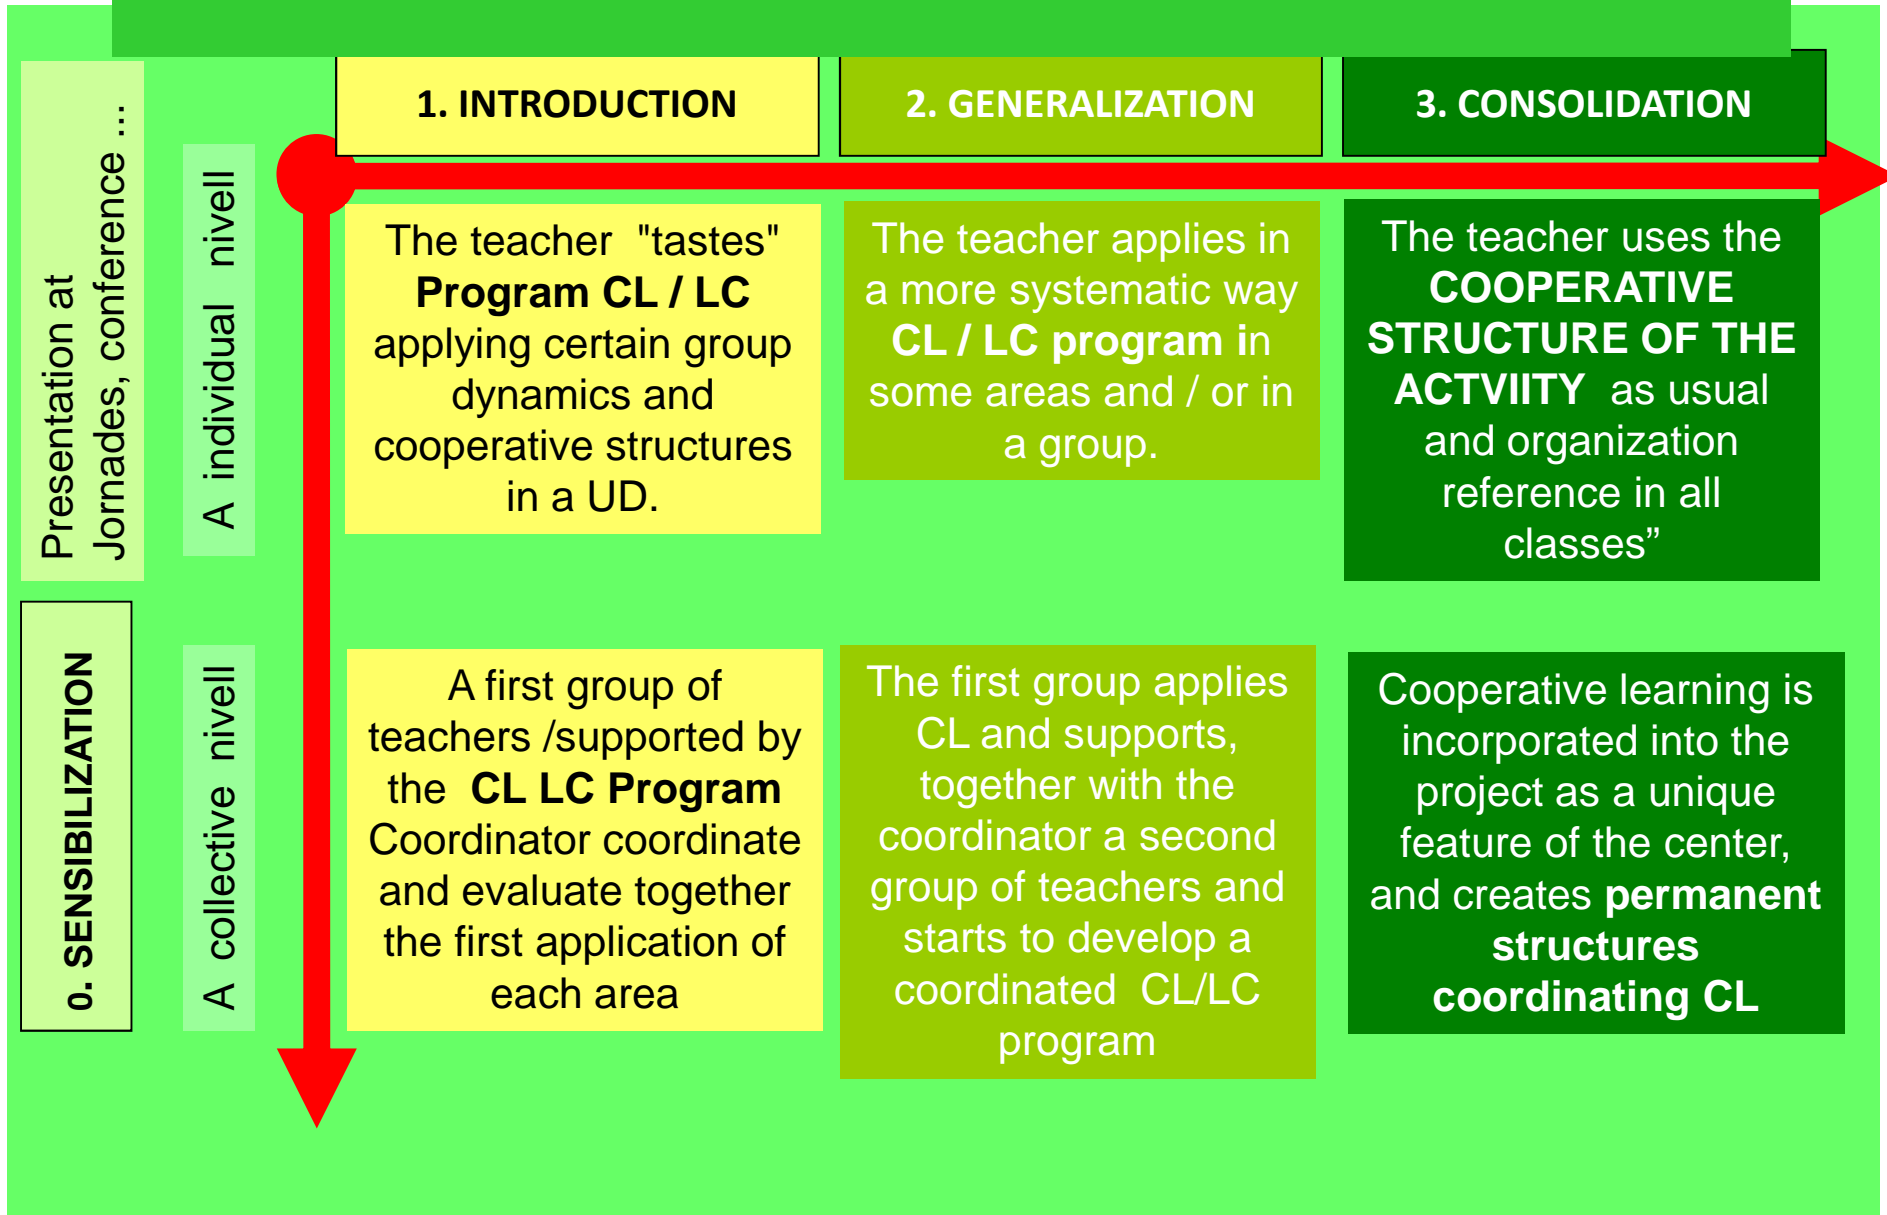 1. INTRODUCTION
2. GENERALIZATION
3. CONSOLIDATION
Presentation at
Jornades, conference ...
A individual nivell
The teacher "tastes"
Program CL / LC
applying certain group
dynamics and
cooperative structures
in a UD.
The teacher applies in
a more systematic way
CL / LC program in
some areas and / or in
a group.
The teacher uses the
COOPERATIVE
STRUCTURE OF THE
ACTVIITY as usual
and organization
reference in all
classes”
0. SENSIBILIZATION
A collective nivell
A first group of
teachers /supported by
the CL LC Program
Coordinator coordinate
and evaluate together
the first application of
each area
The first group applies
CL and supports,
together with the
coordinator a second
group of teachers and
starts to develop a
coordinated CL/LC
program
Cooperative learning is
incorporated into the
project as a unique
feature of the center,
and creates permanent
structures
coordinating CL